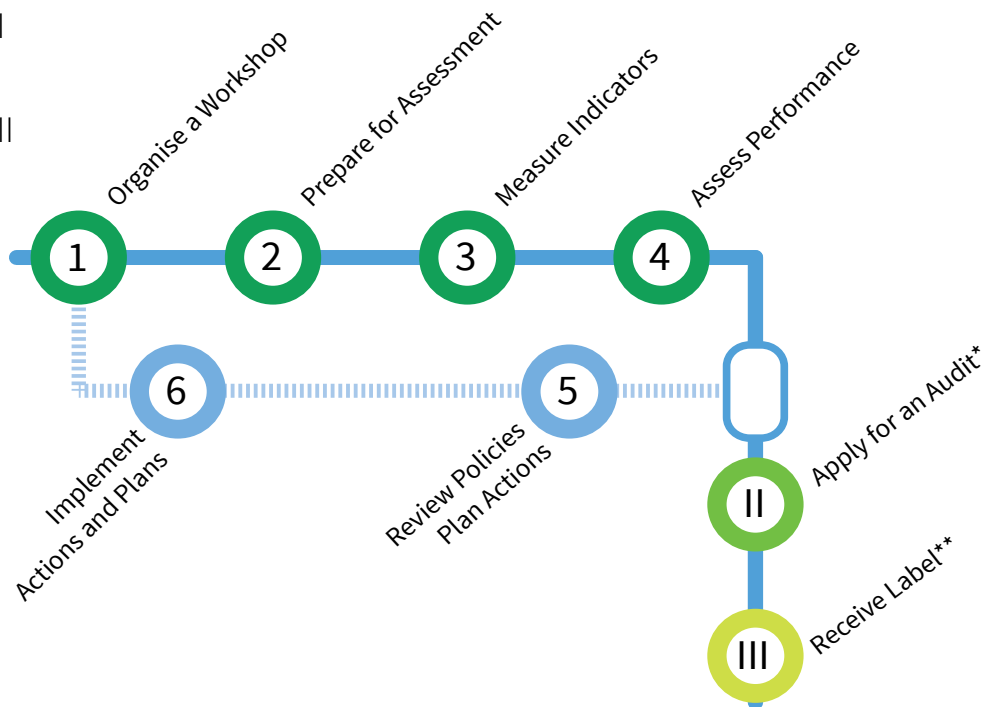 Organise a Workshop
Prepare for Assessment
Measure Indicators
Assess Performance
1
2
3
4
6
5
Implement
Actions and Plans
Review Policies
Plan Actions
Apply for an Audit*
II
Receive Label**
III